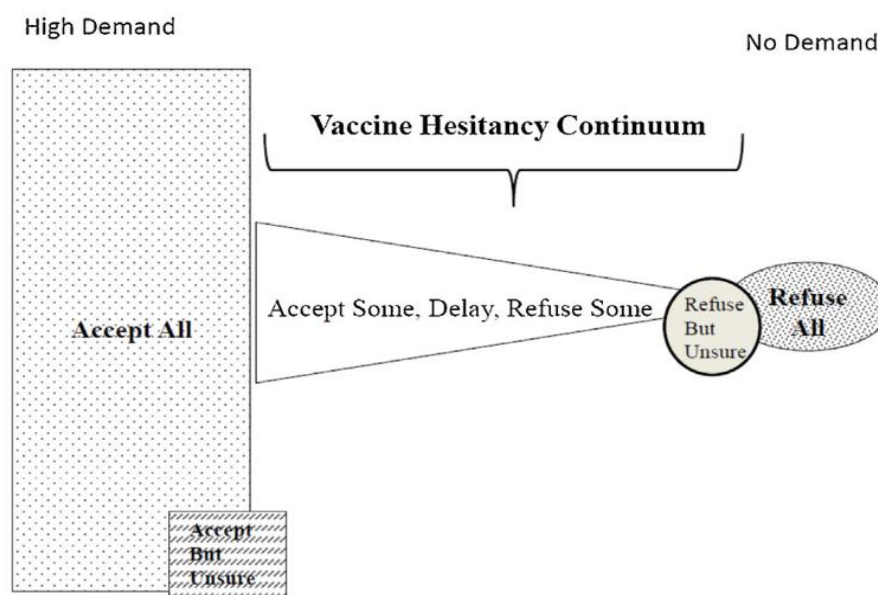 High Demand
No Demand
Vaccine Hesitancy Continuum
Accept All
Accept Some, Delay, Refuse Some
Refuse
But
Unsure
Refuse
All
Accept
But
Unsure